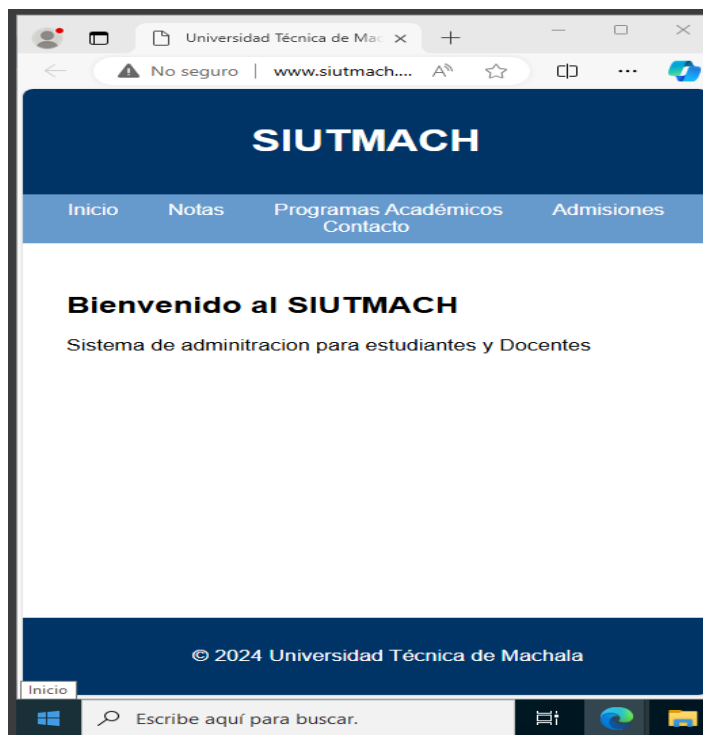 Universidad Técnica de Mac
No seguro | www.siutmach....
SIUTMACH
Inicio Notas Programas Académicos Admisiones
Contacto
Bienvenido al SIUTMACH
Sistema de adminitracion para estudiantes y Docentes
© 2024 Universidad Técnica de Machala
Inicio
Escribe aquí para buscar.